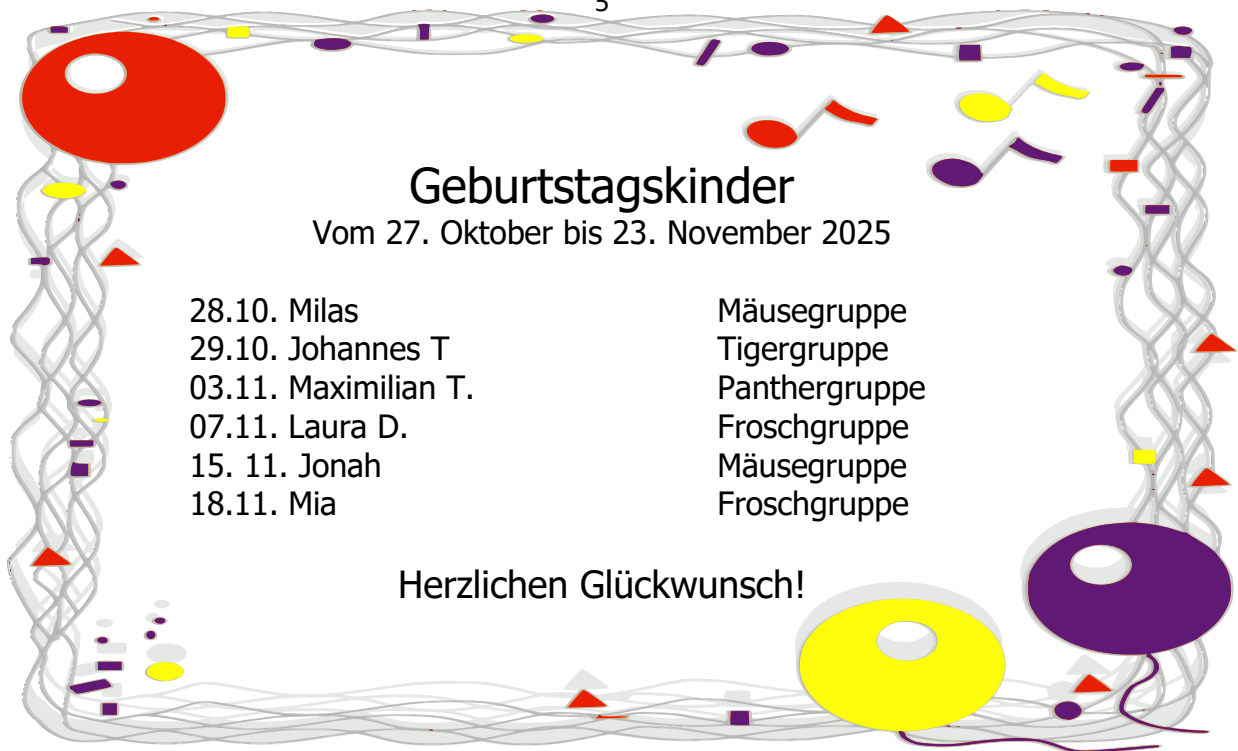 5
Geburtstagskinder
Vom 27. Oktober bis 23. November 2025
28.10. Milas Mäusegruppe
29.10. Johannes T Tigergruppe
03.11. Maximilian T. Panthergruppe
07.11. Laura D. Froschgruppe
15. 11. Jonah Mäusegruppe
18.11. Mia Froschgruppe
Herzlichen Glückwunsch!